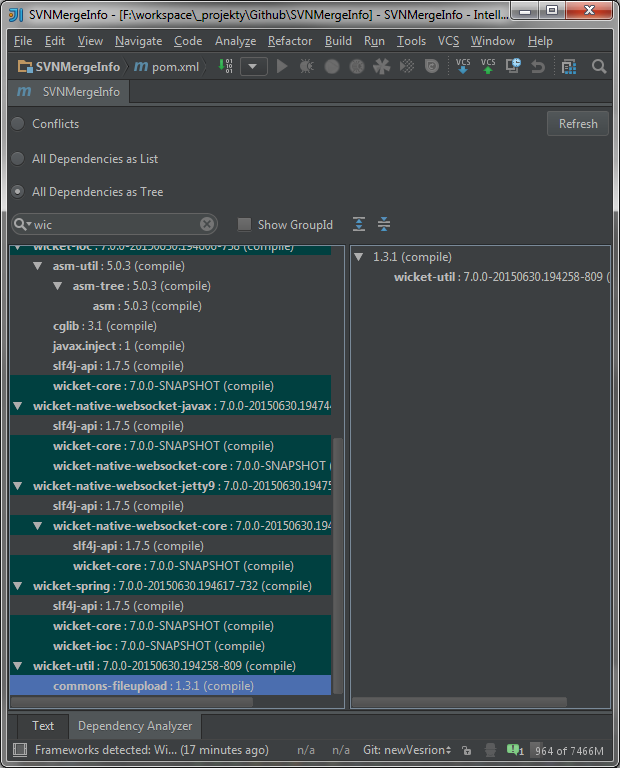 SVNMergeInfo - [F:\workspace\_projekty\Github\SVNMergeInfo] - SVNMergeInfo - Intell...
File Edit View Navigate Code Analyze Refactor Build Run Tools VCS Window Help
SVNMergeInfo m pom.xml VCS VCS
m SVNMergeInfo
Conflicts Refresh
All Dependencies as List
All Dependencies as Tree
wic Show GroupId
wicket-ioc : 7.0.0-20150630.194606-758 (compile)
asm-util : 5.0.3 (compile)
asm-tree : 5.0.3 (compile)
asm : 5.0.3 (compile)
cglib : 3.1 (compile)
javax.inject : 1 (compile)
slf4j-api : 1.7.5 (compile)
wicket-core : 7.0.0-SNAPSHOT (compile)
wicket-native-websocket-javax : 7.0.0-20150630.19474
slf4j-api : 1.7.5 (compile)
wicket-core : 7.0.0-SNAPSHOT (compile)
wicket-native-websocket-core : 7.0.0-SNAPSHOT (
wicket-native-websocket-jetty9 : 7.0.0-20150630.1947
slf4j-api : 1.7.5 (compile)
wicket-native-websocket-core : 7.0.0-20150630.194
slf4j-api : 1.7.5 (compile)
wicket-core : 7.0.0-SNAPSHOT (compile)
wicket-spring : 7.0.0-20150630.194617-732 (compile)
slf4j-api : 1.7.5 (compile)
wicket-core : 7.0.0-SNAPSHOT (compile)
wicket-ioc : 7.0.0-SNAPSHOT (compile)
wicket-util : 7.0.0-20150630.194258-809 (compile)
commons-fileupload : 1.3.1 (compile)
1.3.1 (compile)
wicket-util : 7.0.0-20150630.194258-809 (
Text Dependency Analyzer
Frameworks detected: Wi... (17 minutes ago) n/a n/a Git: newVesrion 1 964 of 7466M